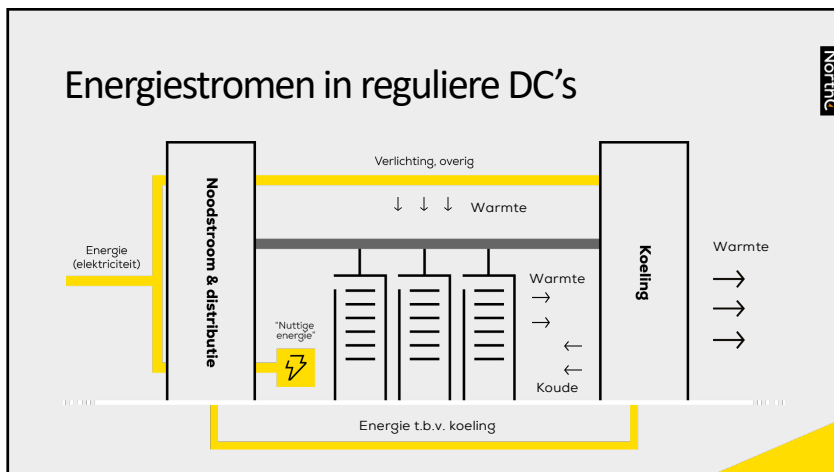 Energiestromen in reguliere DC's
Northc
Verlichting, overig
Warmte
Energie
(elektriciteit)
Noodstroom & distributie
"Nuttige
energie"
Warmte
Koude
Koeling
Warmte
Energie t.b.v. koeling